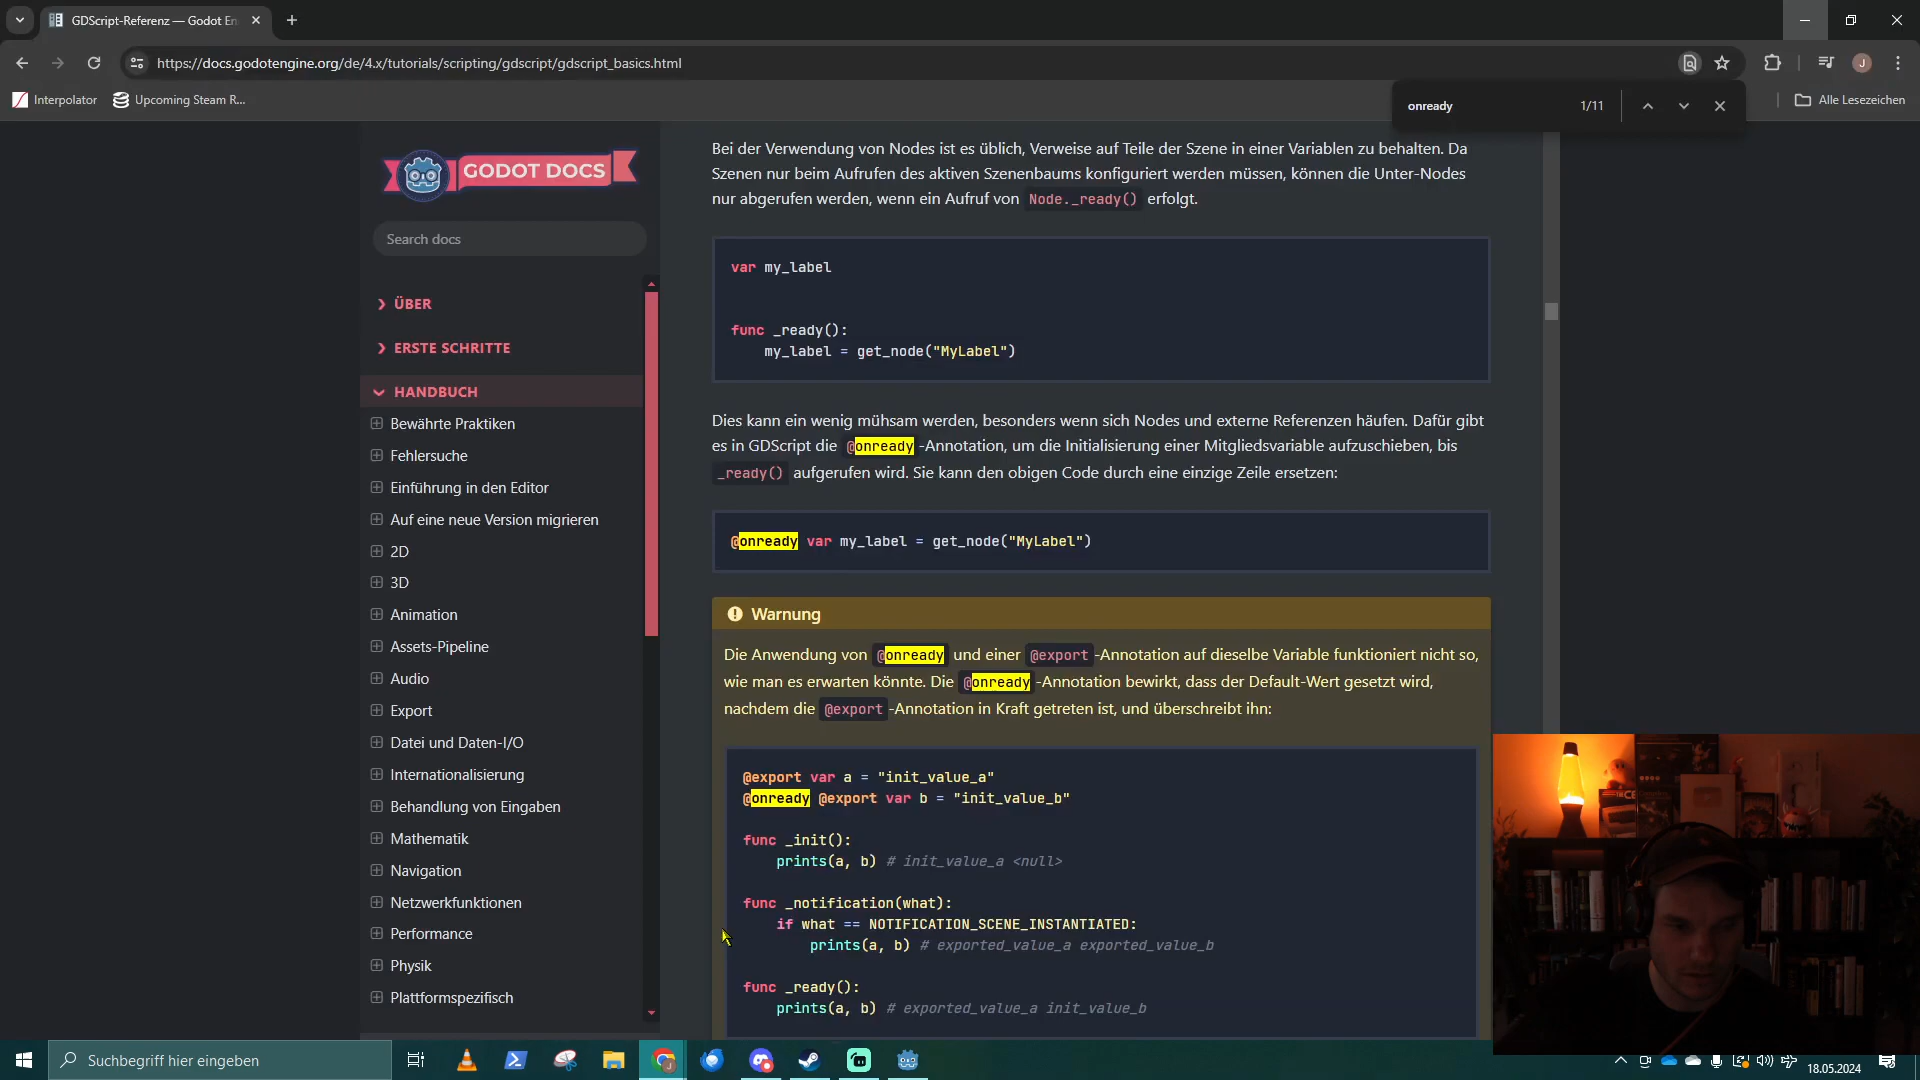 GDScript-Referenz — Godot En
https://docs.godotengine.org/de/4.x/tutorials/scripting/gdscript/gdscript_basics.html
J
Interpolator
Upcoming Steam R...
onready
1/11
Alle Lesezeichen
GODOT DOCS
Search docs
ÜBER
ERSTE SCHRITTE
HANDBUCH
Bewährte Praktiken
Fehlersuche
Einführung in den Editor
Auf eine neue Version migrieren
2D
3D
Animation
Assets-Pipeline
Audio
Export
Datei und Daten-I/O
Internationalisierung
Behandlung von Eingaben
Mathematik
Navigation
Netzwerkfunktionen
Performance
Physik
Plattformspezifisch
Bei der Verwendung von Nodes ist es üblich, Verweise auf Teile der Szene in einer Variablen zu behalten. Da
Szenen nur beim Aufrufen des aktiven Szenenbaums konfiguriert werden müssen, können die Unter-Nodes
nur abgerufen werden, wenn ein Aufruf von Node._ready() erfolgt.
var my_label
func _ready():
my_label = get_node("MyLabel")
Dies kann ein wenig mühsam werden, besonders wenn sich Nodes und externe Referenzen häufen. Dafür gibt
es in GDScript die @onready -Annotation, um die Initialisierung einer Mitgliedsvariable aufzuschieben, bis
_ready() aufgerufen wird. Sie kann den obigen Code durch eine einzige Zeile ersetzen:
@onready var my_label = get_node("MyLabel")
Warnung
Die Anwendung von @onready und einer @export -Annotation auf dieselbe Variable funktioniert nicht so,
wie man es erwarten könnte. Die @onready -Annotation bewirkt, dass der Default-Wert gesetzt wird,
nachdem die @export -Annotation in Kraft getreten ist, und überschreibt ihn:
@export var a = "init_value_a"
@onready @export var b = "init_value_b"
func _init():
prints(a, b) # init_value_a <null>
func _notification(what):
if what == NOTIFICATION_SCENE_INSTANTIATED:
prints(a, b) # exported_value_a exported_value_b
func _ready():
prints(a, b) # exported_value_a init_value_b
Suchbegriff hier eingeben
18.05.2024